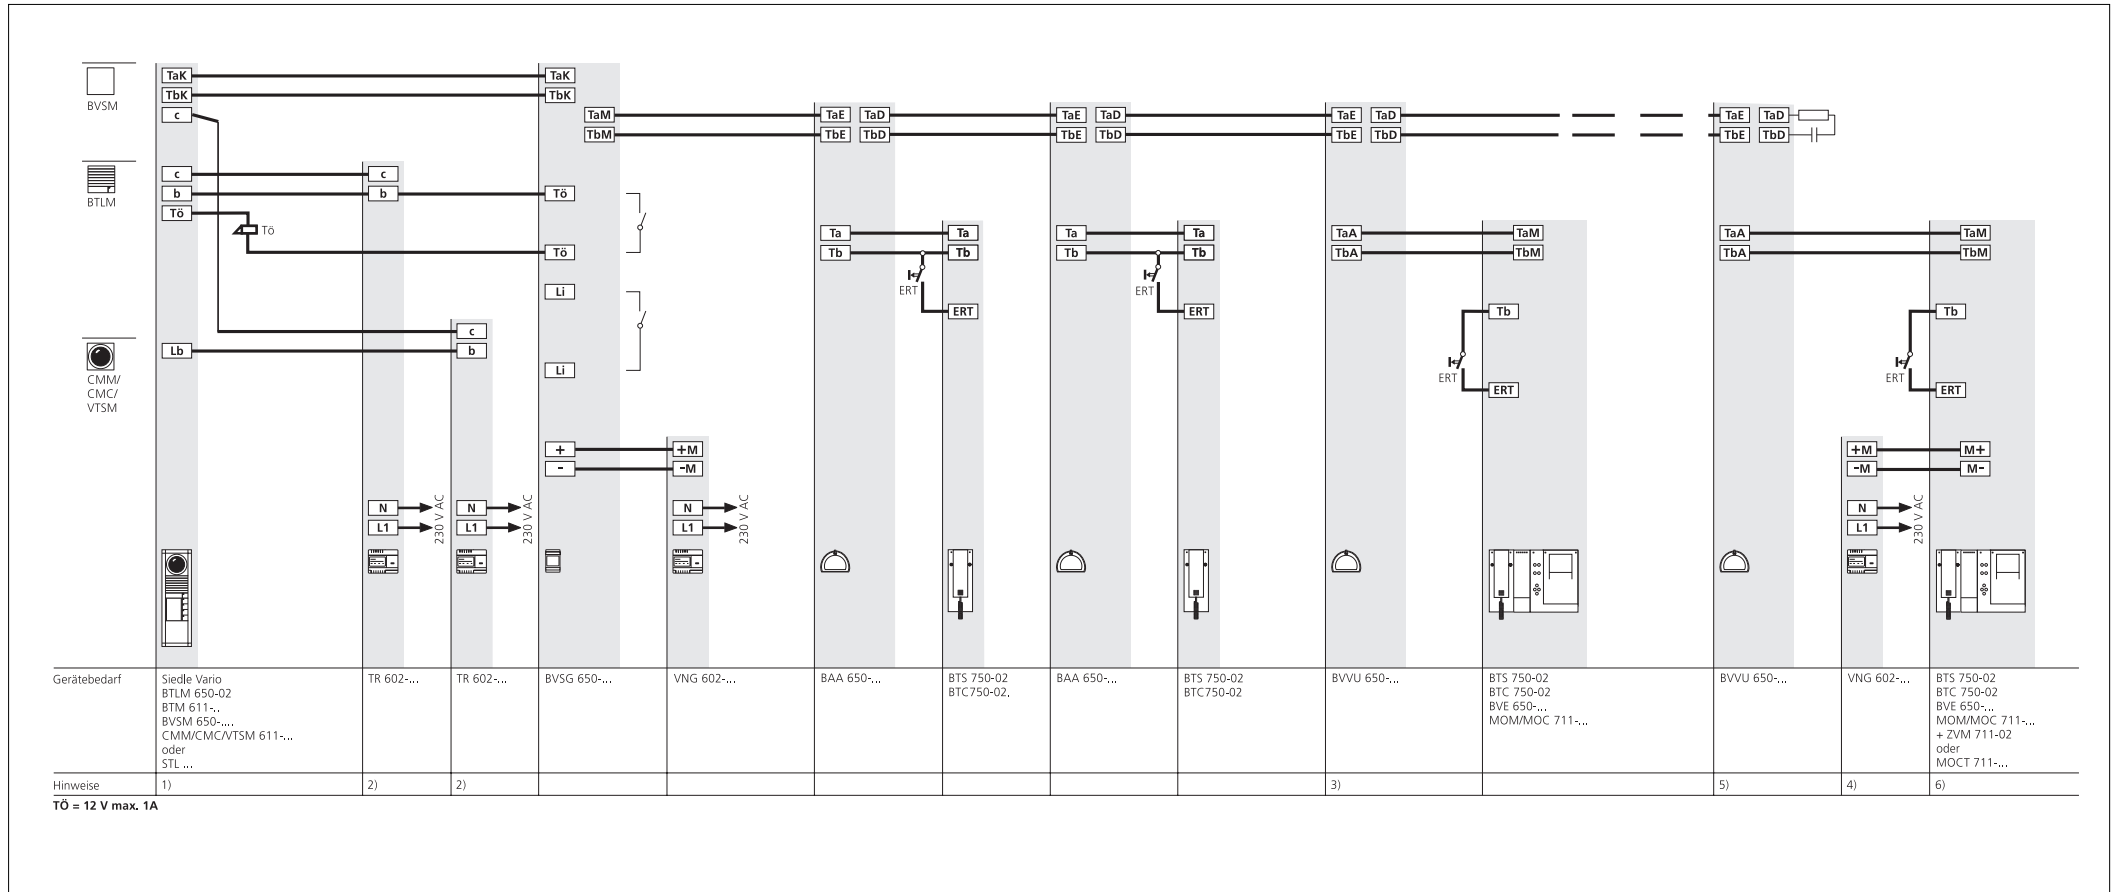 TaK
TaK
TbK
TbK
BVSM
c
TaM
TaE TaD
TaE TaD
TaE TaD
TaE TaD
TbM
TbE TbD
TbE TbD
TbE TbD
TbE TbD
c
c
b
b
Tö
BTLM
Tö
Tö
Ta
Ta
Ta
Ta
TaA
TaM
TaA
TaM
Tö
Tb
Tb
Tb
Tb
TbA
TbM
TbA
TbM
ERT
ERT
Li
ERT
ERT
Tb
Tb
c
Lb
b
Li
CMM/
CMC/
VTSM
ERT
ERT
ERT
ERT
+
+M
+M
M+
-
-M
-M
M-
N
N
N
N
L1
L1
L1
L1
230 V AC
230 V AC
230 V AC
230 V AC
Gerätebedarf
Siedle Vario
BTLM 650-02
BTM 611-..
BVSM 650-....
CMM/CMC/VTSM 611-...
oder
STL ...
TR 602-...
TR 602-...
BVSG 650-...
VNG 602-...
BAA 650-...
BTS 750-02
BTC750-02.
BAA 650-...
BTS 750-02
BTC750-02
BVVU 650-...
BTS 750-02
BTC 750-02
BVE 650-...
MOM/MOC 711-...
BVVU 650-...
VNG 602-...
BTS 750-02
BTC 750-02
BVE 650-...
MOM/MOC 711-...
+ ZVM 711-02
oder
MOCT 711-...
Hinweise 1) 2) 2) 3) 5) 4) 6)
TÖ = 12 V max. 1A